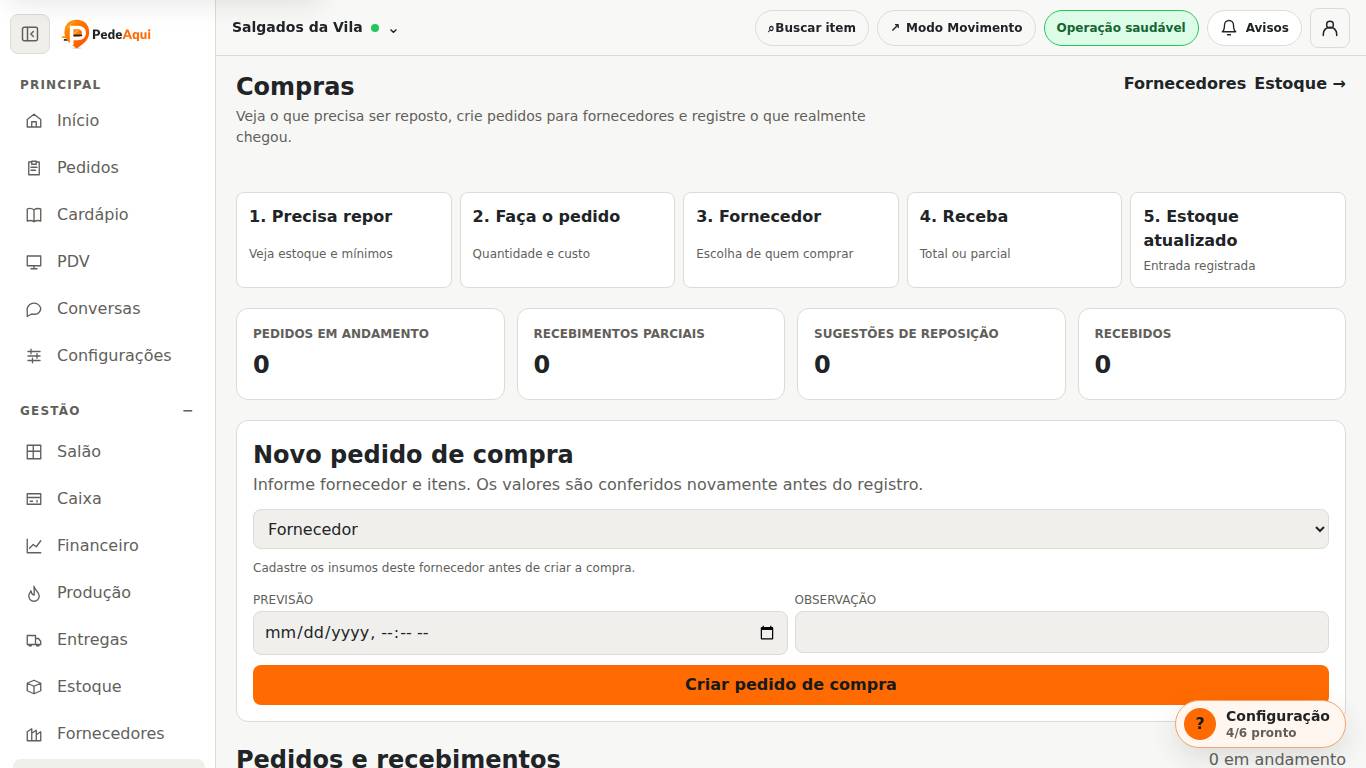 PedeAqui
Salgados da Vila
Buscar item
↗ Modo Movimento
Operação saudável
Avisos
PRINCIPAL
Início
Pedidos
Cardápio
PDV
Conversas
Configurações
GESTÃO −
Salão
Caixa
Financeiro
Produção
Entregas
Estoque
Fornecedores
Compras
Fornecedores Estoque →
Veja o que precisa ser reposto, crie pedidos para fornecedores e registre o que realmente
chegou.
1. Precisa repor
Veja estoque e mínimos
2. Faça o pedido
Quantidade e custo
3. Fornecedor
Escolha de quem comprar
4. Receba
Total ou parcial
5. Estoque
atualizado
Entrada registrada
PEDIDOS EM ANDAMENTO
0
RECEBIMENTOS PARCIAIS
0
SUGESTÕES DE REPOSIÇÃO
0
RECEBIDOS
0
Novo pedido de compra
Informe fornecedor e itens. Os valores são conferidos novamente antes do registro.
Fornecedor
Cadastre os insumos deste fornecedor antes de criar a compra.
PREVISÃO
mm/dd/yyyy, --:-- --
OBSERVAÇÃO
Criar pedido de compra
? Configuração
4/6 pronto
Pedidos e recebimentos
0 em andamento